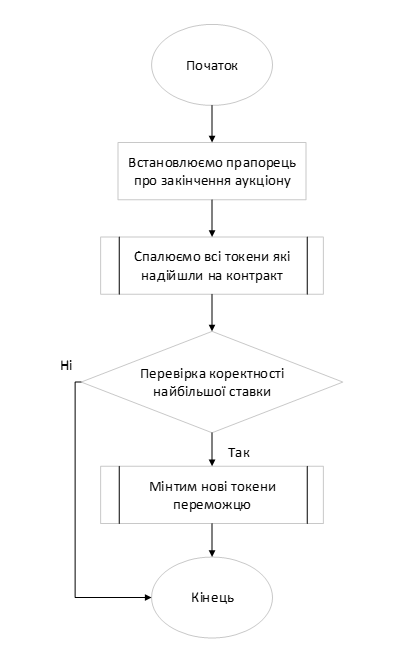 Початок
Встановлюємо прапорець
про закінчення аукціону
Спалюємо всі токени які
надійшли на контракт
Ні
Перевірка коректності
найбільшої ставки
Так
Мінтим нові токени
переможцю
Кінець